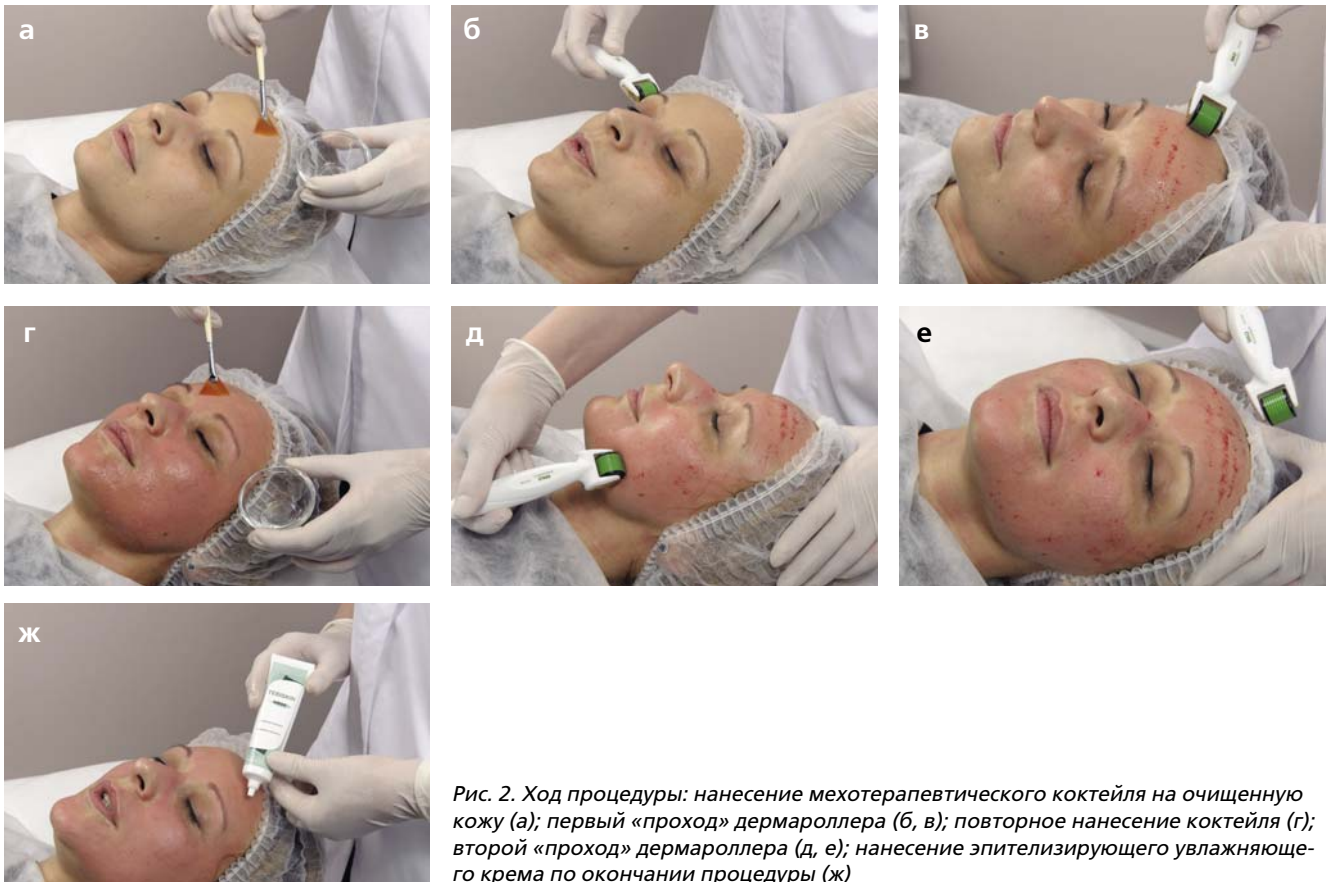 а
б
в
г
д
е
ж
Рис. 2. Ход процедуры: нанесение мехотерапевтического коктейля на очищенную
кожу (а); первый «проход» дермароллера (б, в); повторное нанесение коктейля (г);
второй «проход» дермароллера (д, е); нанесение эпителизирующего увлажняюще-
го крема по окончании процедуры (ж)